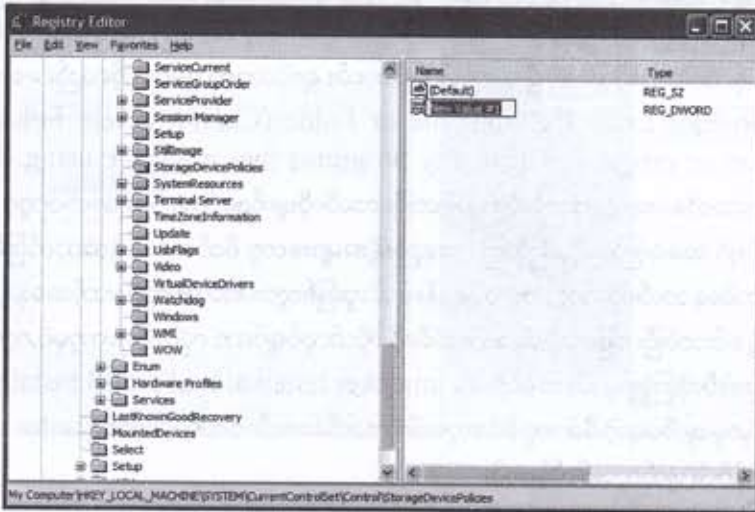 Registry Editor
File Edit View Favorites Help
ServiceCurrent
ServiceGroupOrder
ServiceProvider
Session Manager
Setup
StillImage
StorageDevicePolicies
SystemResources
Terminal Server
TimeZoneInformation
Update
UsbFlags
Video
VirtualDeviceDrivers
Watchdog
Windows
WMI
WOW
Enum
Hardware Profiles
Services
LastKnownGoodRecovery
MountedDevices
Select
Setup
Name Type
(Default) REG_SZ
REG_DWORD
My Computer\HKEY_LOCAL_MACHINE\SYSTEM\CurrentControlSet\Control\StorageDevicePolicies